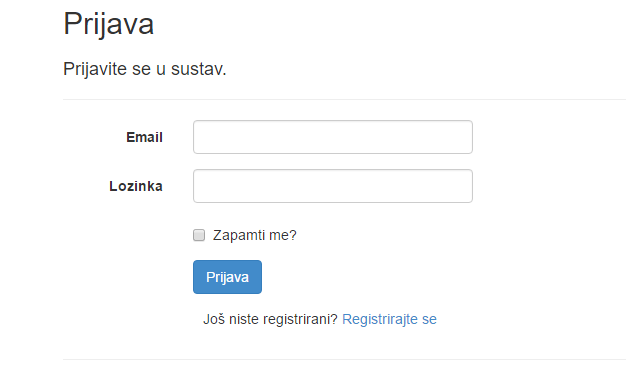 Prijava
Prijavite se u sustav.
Email
Lozinka
Zapamti me?
Prijava
Još niste registrirani? Registrirajte se